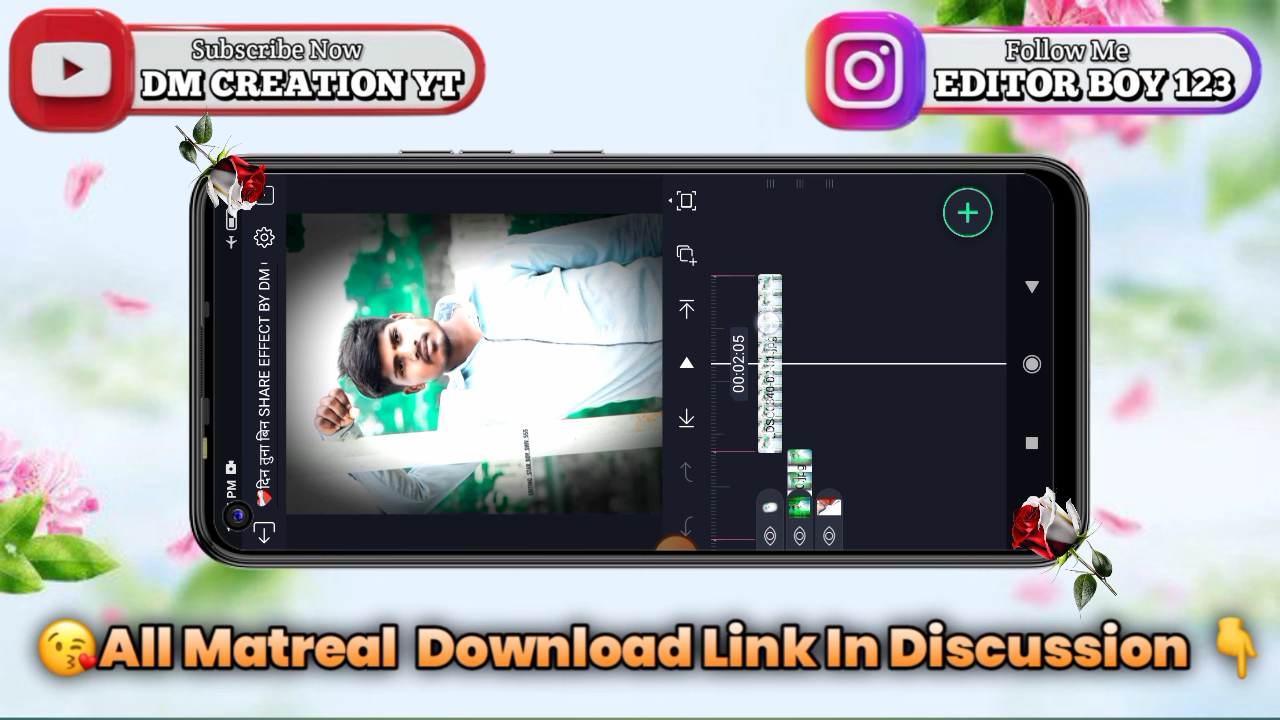 Subscribe Now
DM CREATION YT
Follow Me
EDITOR BOY 123
PM
दिन तुना बिन SHARE EFFECT BY DM
00:02:05
😘All Matreal Download Link In Discussion 👇